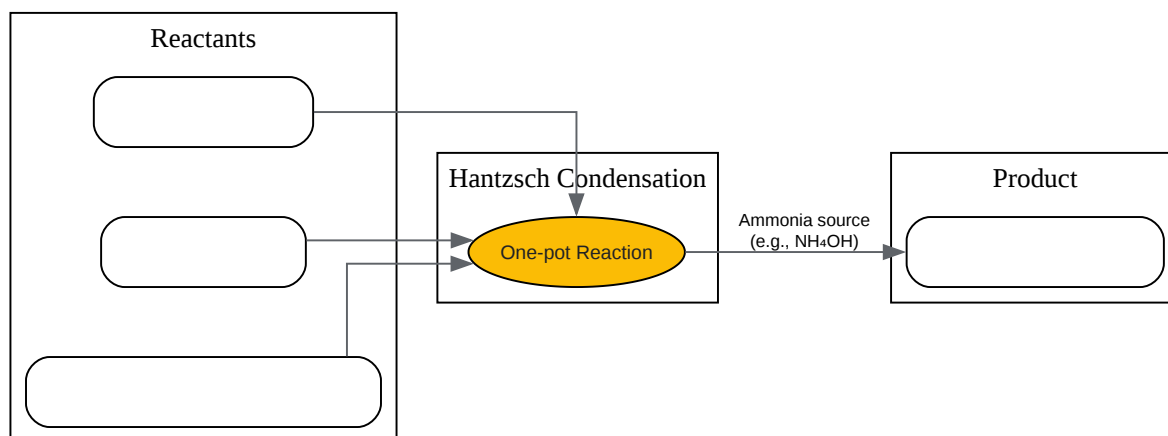 Reactants
Hantzsch Condensation
One-pot Reaction
Ammonia source
(e.g., NH₄OH)
Product